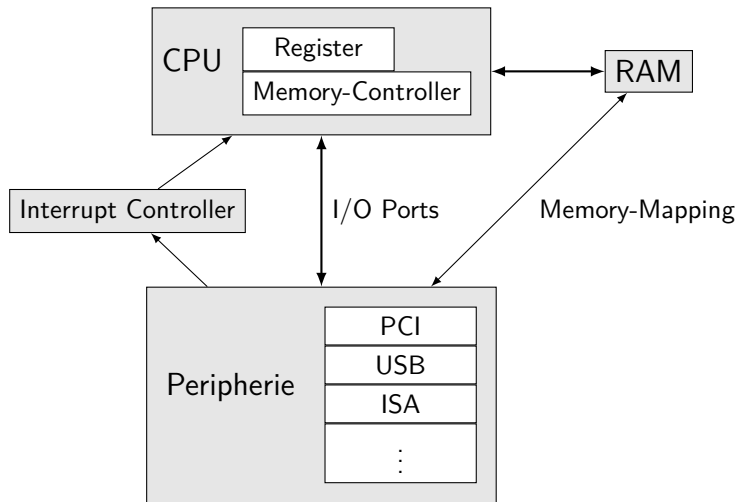 CPU
Register
Memory-Controller
RAM
Interrupt Controller
I/O Ports
Memory-Mapping
Peripherie
PCI
USB
ISA
⋮